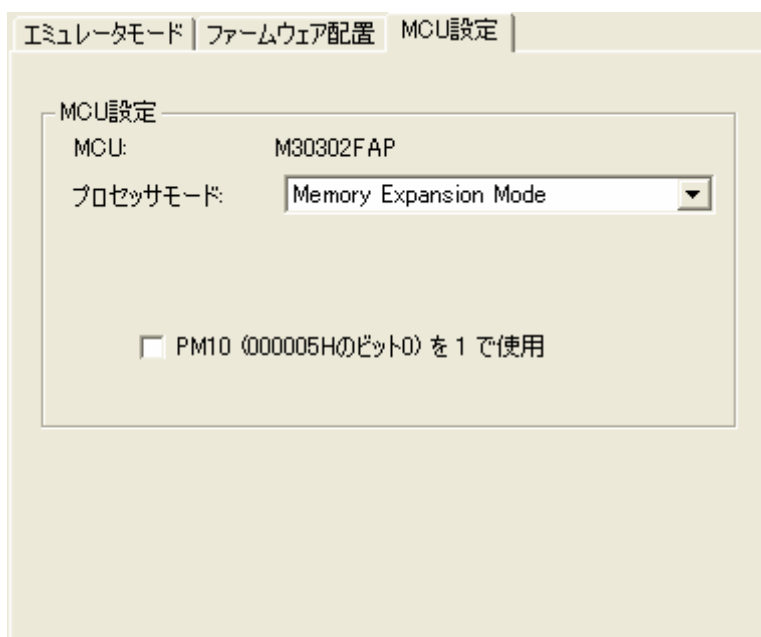 エミュレータモード ファームウェア配置 MCU設定
MCU設定
MCU: M30302FAP
プロセッサモード: Memory Expansion Mode
PM10 (000005Hのビット0) を 1 で使用